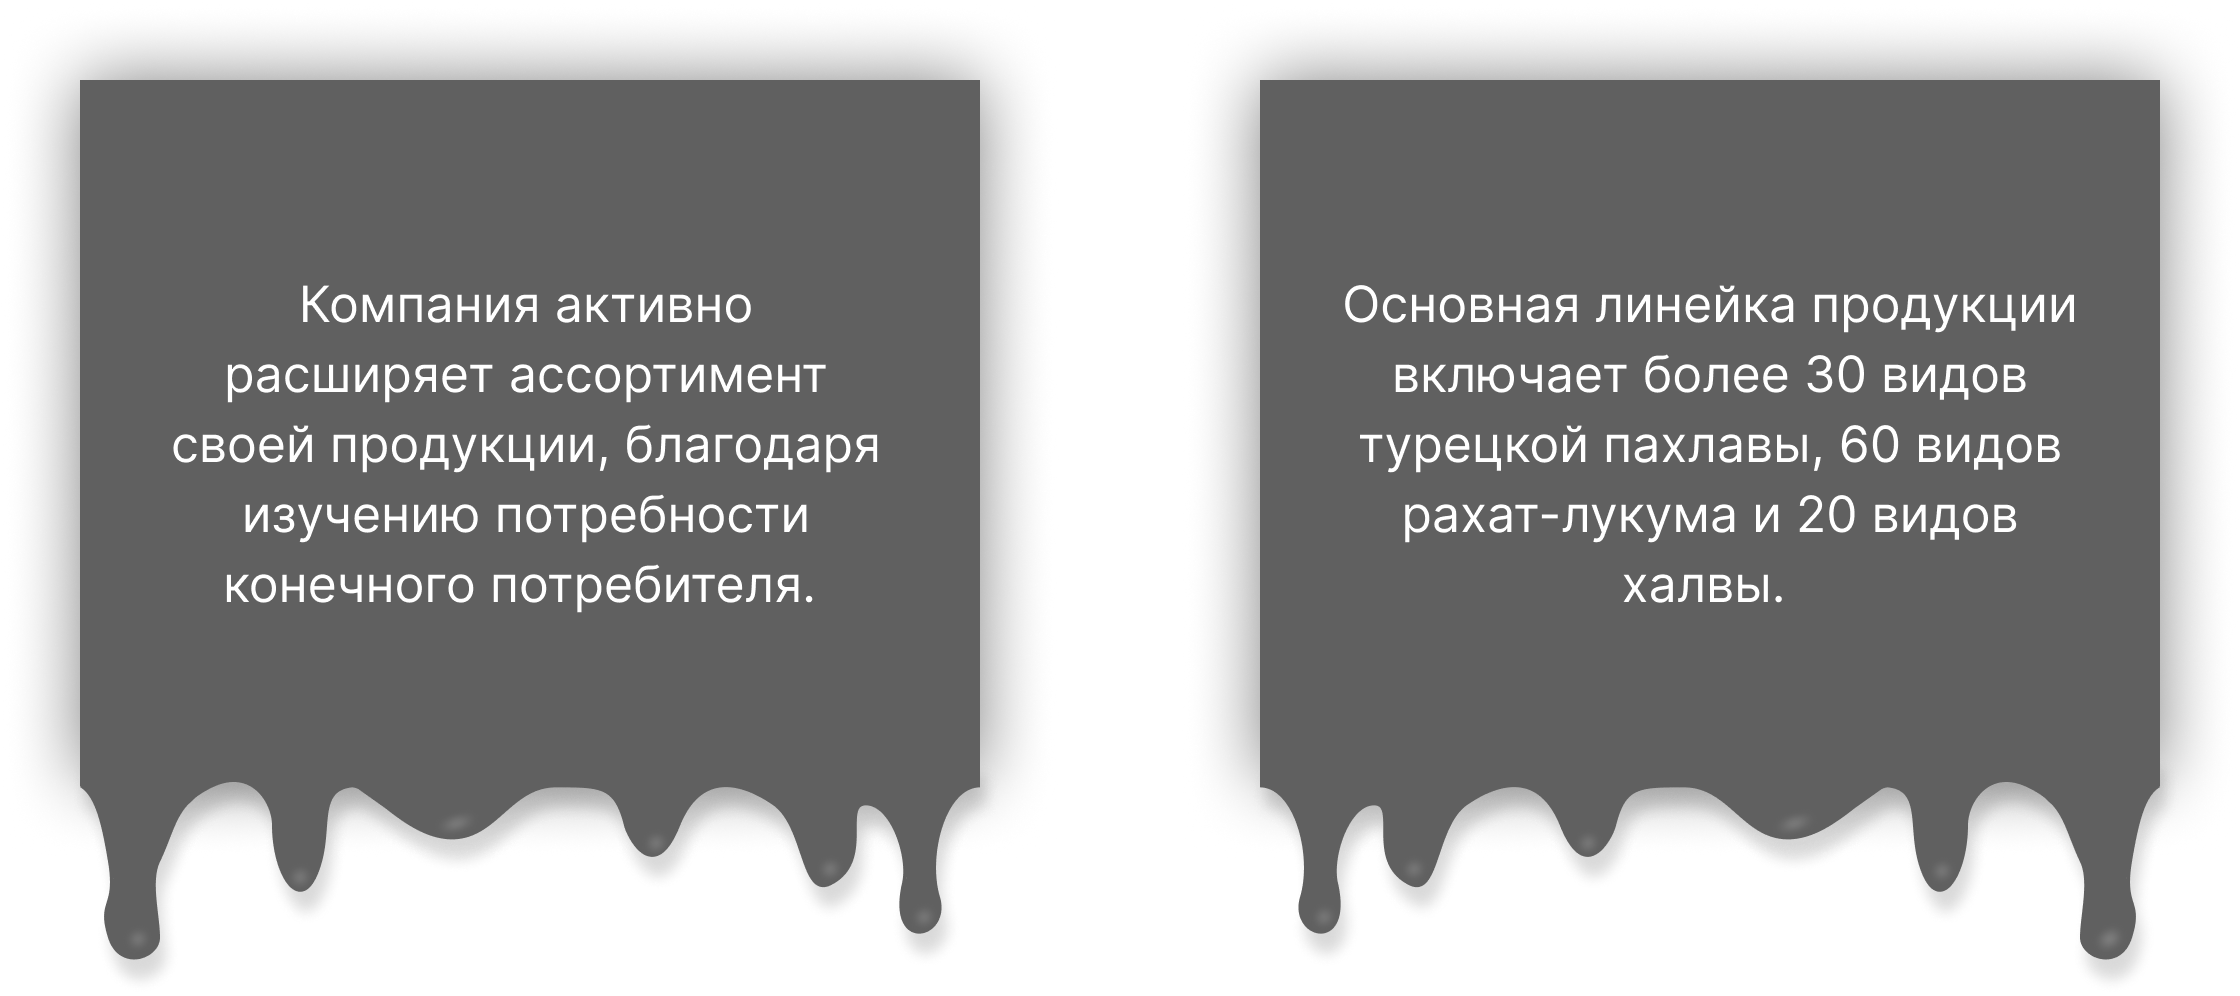 Компания активно
расширяет ассортимент
своей продукции, благодаря
изучению потребности
конечного потребителя.
Основная линейка продукции
включает более 30 видов
турецкой пахлавы, 60 видов
рахат-лукума и 20 видов
халвы.